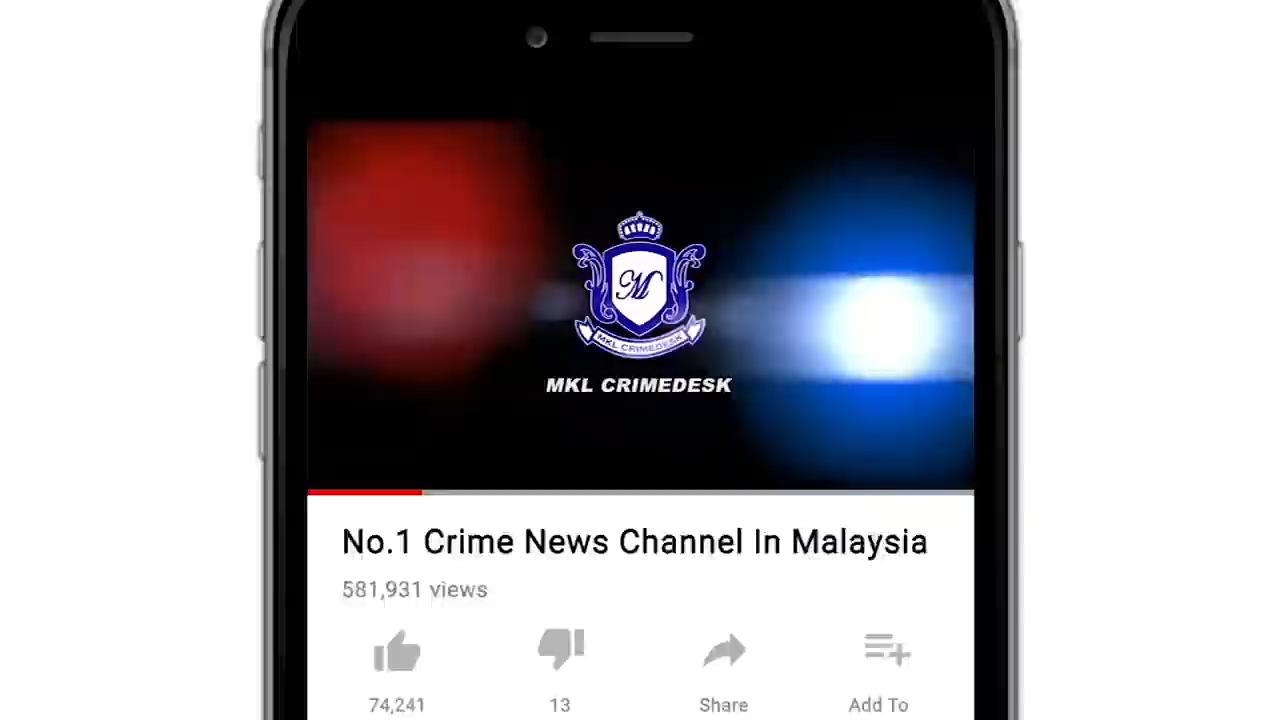 M
MKL CRIMEDESK
MKL CRIMEDESK
No.1 Crime News Channel In Malaysia
581,931 views
74,241
13
Share
Add To